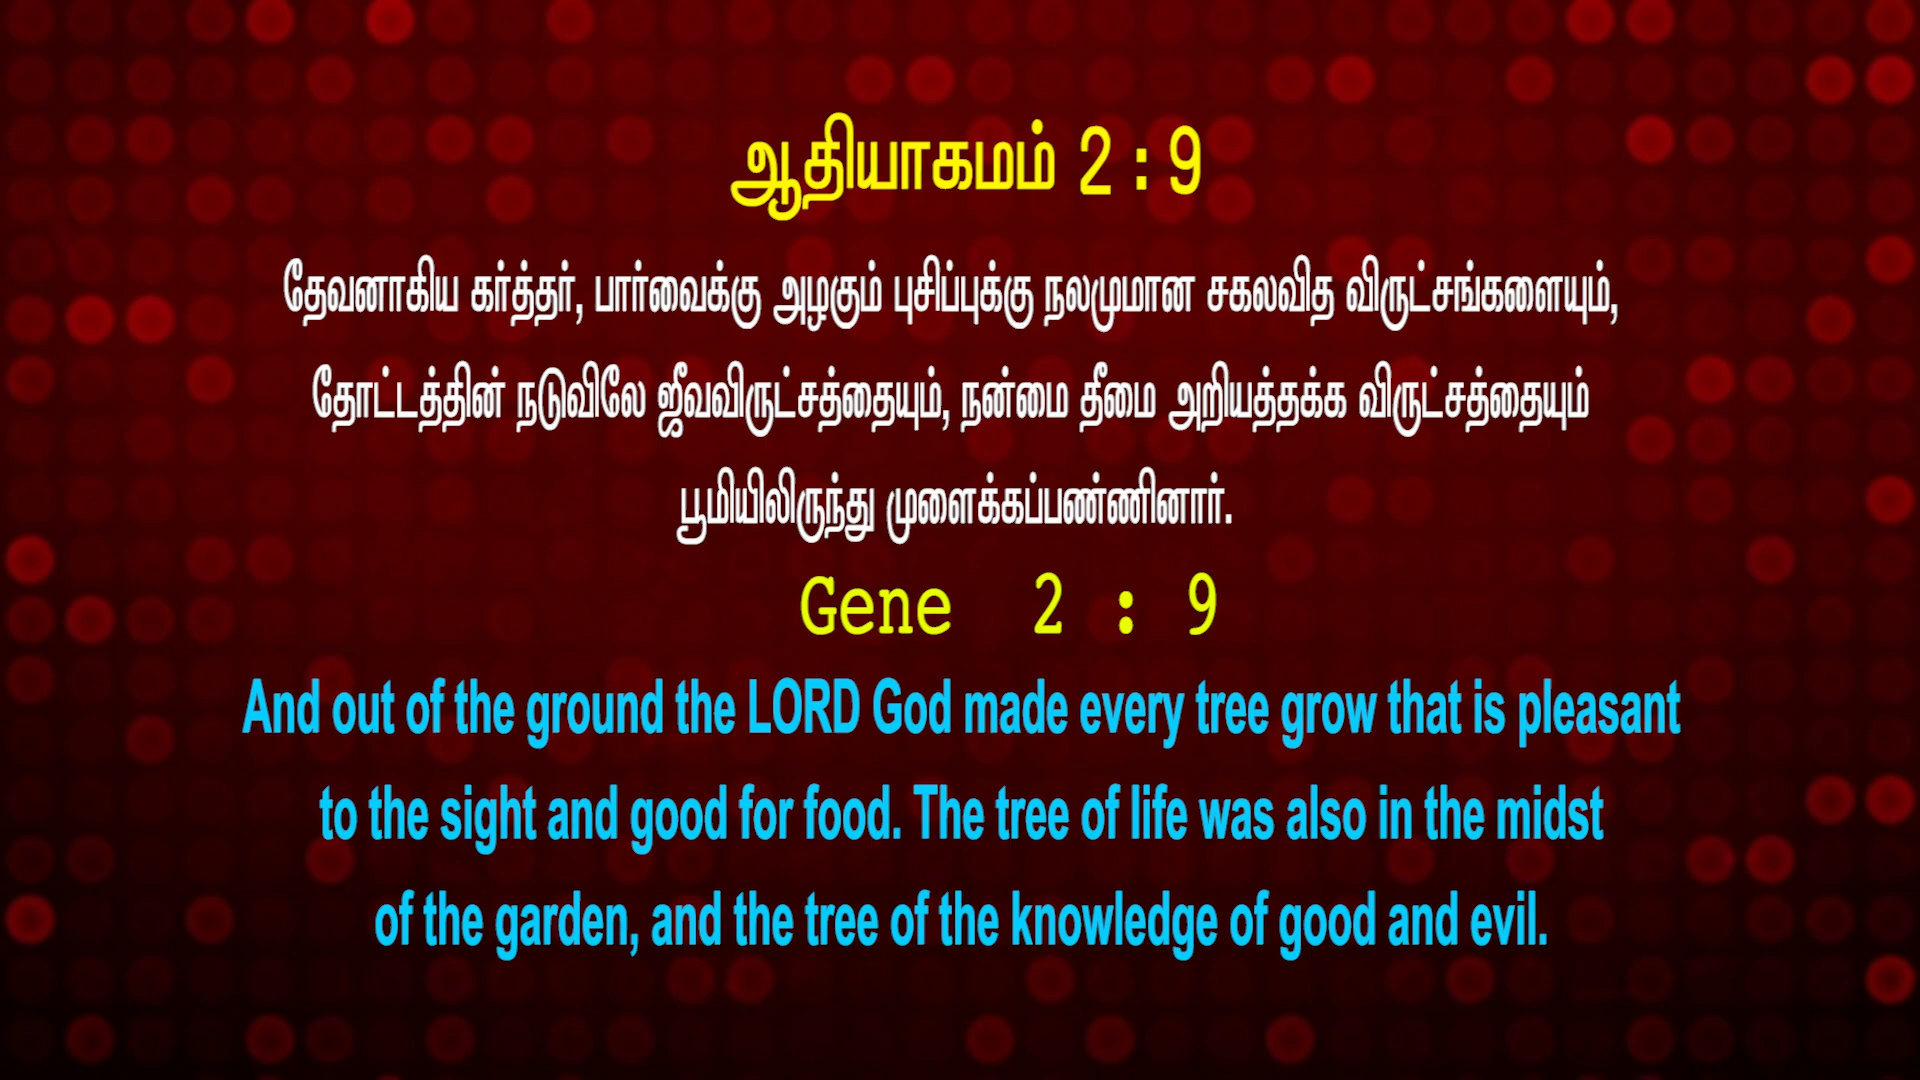 ஆதியாகமம் 2 : 9
தேவனாகிய கர்த்தர், பார்வைக்கு அழகும் புசிப்புக்கு நலமுமான சகலவித விருட்சங்களையும்,
தோட்டத்தின் நடுவிலே ஜீவவிருட்சத்தையும், நன்மை தீமை அறியத்தக்க விருட்சத்தையும்
பூமியிலிருந்து முளைக்கப்பண்ணினார்.
Gene 2 : 9
And out of the ground the LORD God made every tree grow that is pleasant
to the sight and good for food. The tree of life was also in the midst
of the garden, and the tree of the knowledge of good and evil.